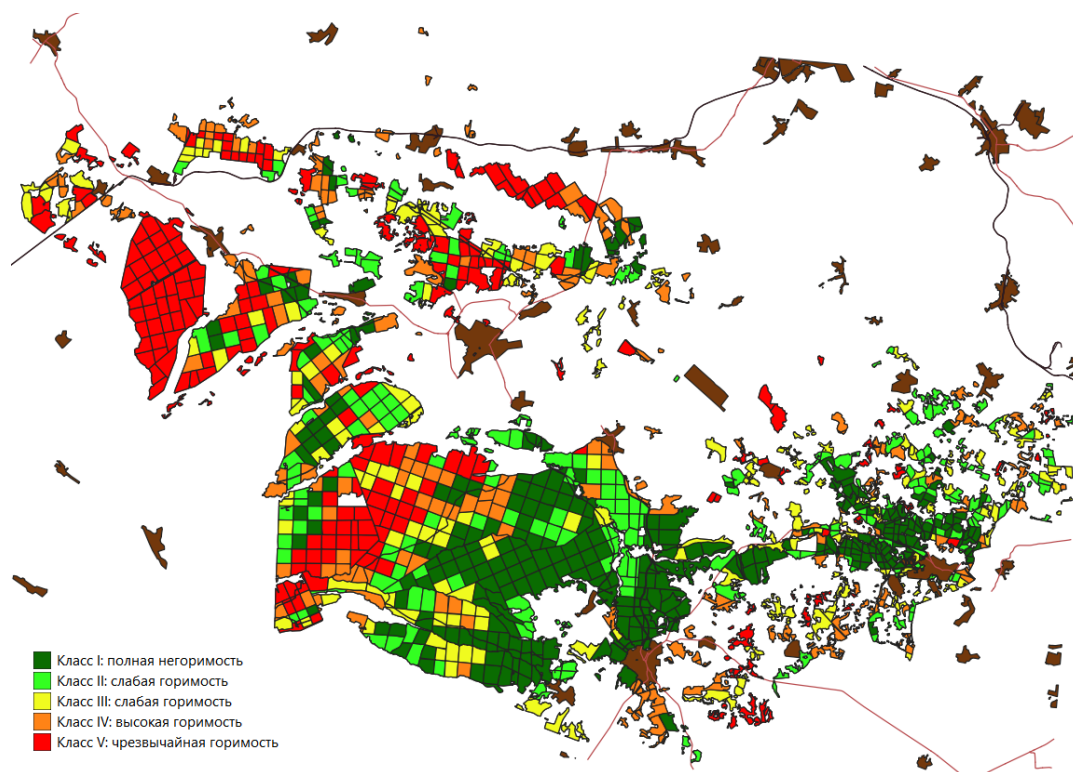 Класс I: полная негоримость
Класс II: слабая горимость
Класс III: слабая горимость
Класс IV: высокая горимость
Класс V: чрезвычайная горимость